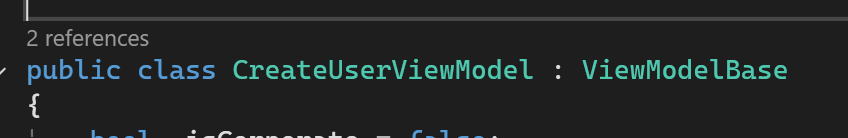 2 references
public class CreateUserViewModel : ViewModelBase
{